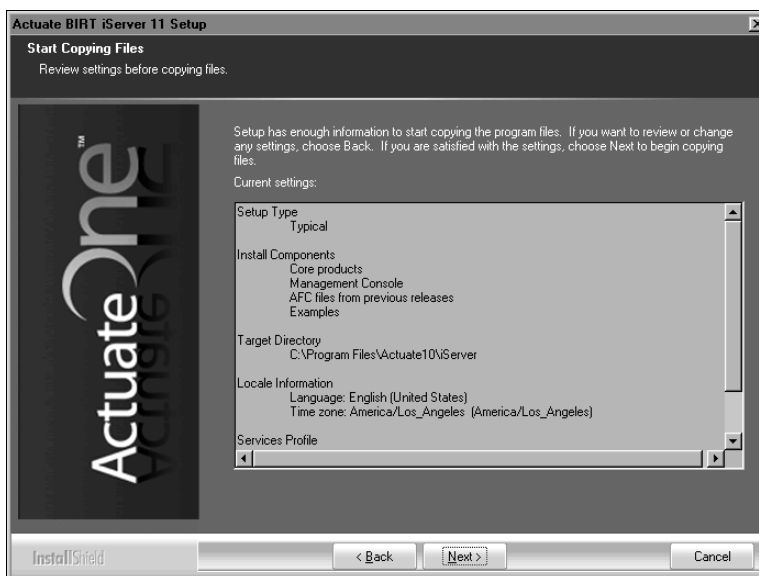 Actuate BIRT iServer 11 Setup
Start Copying Files
Review settings before copying files.
Setup has enough information to start copying the program files. If you want to review or change
any settings, choose Back. If you are satisfied with the settings, choose Next to begin copying
files.
Current settings:
Setup Type
Typical
Install Components
Core products
Management Console
AFC files from previous releases
Examples
Target Directory
C:\Program Files\Actuate10\iServer
Locale Information
Language: English (United States)
Time zone: America/Los_Angeles (America/Los_Angeles)
Services Profile
ActuateOne™
InstallShield
< Back
Next >
Cancel